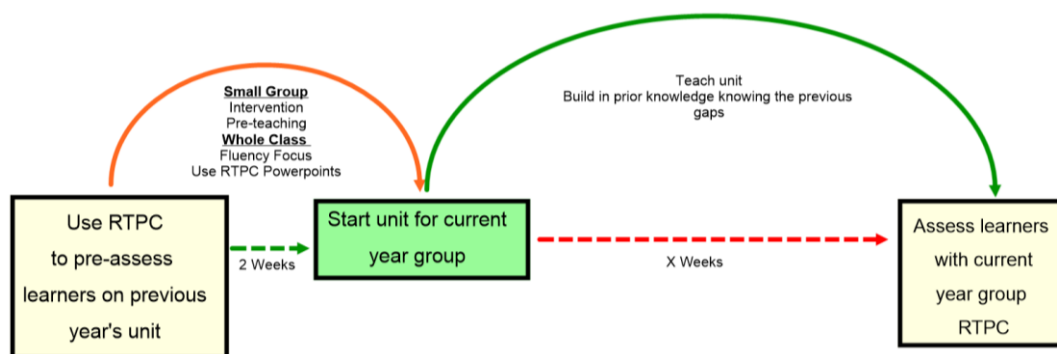 Small Group
Intervention
Pre-teaching
Whole Class
Fluency Focus
Use RTPC Powerpoints
Teach unit
Build in prior knowledge knowing the previous
gaps
Use RTPC
to pre-assess
learners on previous
year's unit
2 Weeks
Start unit for current
year group
X Weeks
Assess learners
with current
year group
RTPC